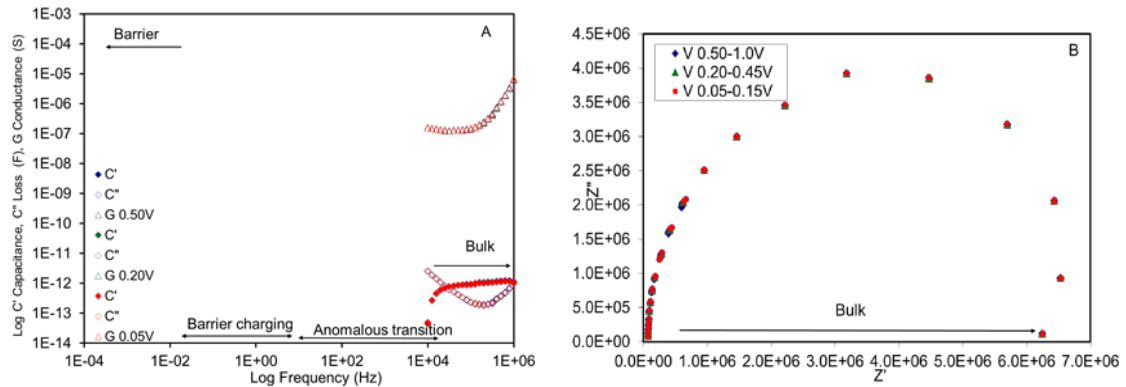 A
Barrier
Log C' Capacitance, C" Loss (F), G Conductance (S)
1E-03
1E-04
1E-05
1E-06
1E-07
1E-08
1E-09
1E-10
1E-11
1E-12
1E-13
1E-14
C'
C"
G 0.50V
C'
C"
G 0.20V
C'
C"
G 0.05V
Bulk
Barrier charging
Anomalous transition
1E-04 1E-02 1E+00 1E+02 1E+04 1E+06
Log Frequency (Hz)
B
4.5E+06
4.0E+06
3.5E+06
3.0E+06
2.5E+06
2.0E+06
1.5E+06
1.0E+06
5.0E+05
0.0E+00
Z"
V 0.50-1.0V
V 0.20-0.45V
V 0.05-0.15V
Bulk
0.0E+00 1.0E+06 2.0E+06 3.0E+06 4.0E+06 5.0E+06 6.0E+06 7.0E+06
Z'